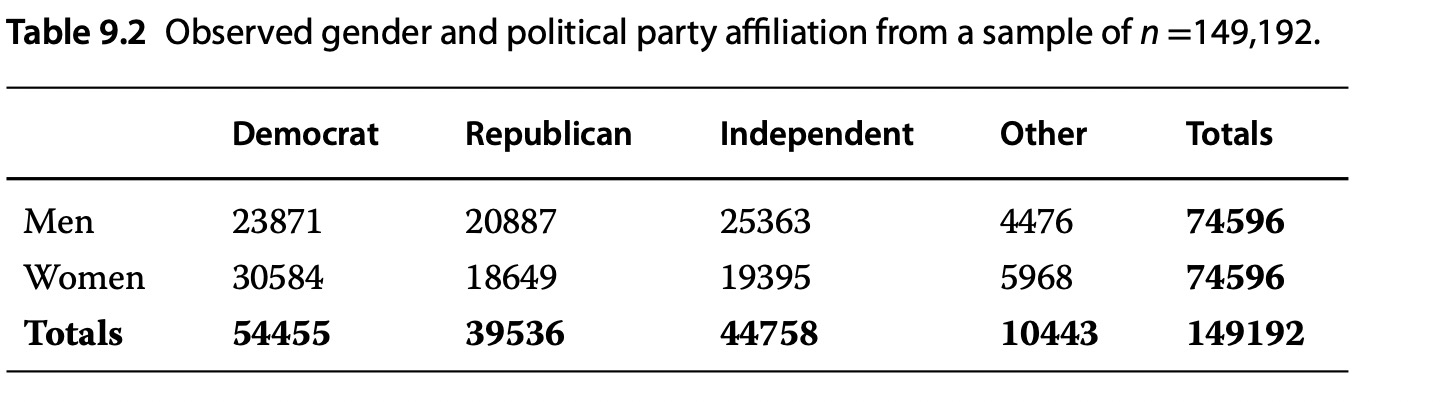 Table 9.2 Observed gender and political party affiliation from a sample of n =149,192.
Democrat Republican Independent Other Totals
Men 23871 20887 25363 4476 74596
Women 30584 18649 19395 5968 74596
Totals 54455 39536 44758 10443 149192